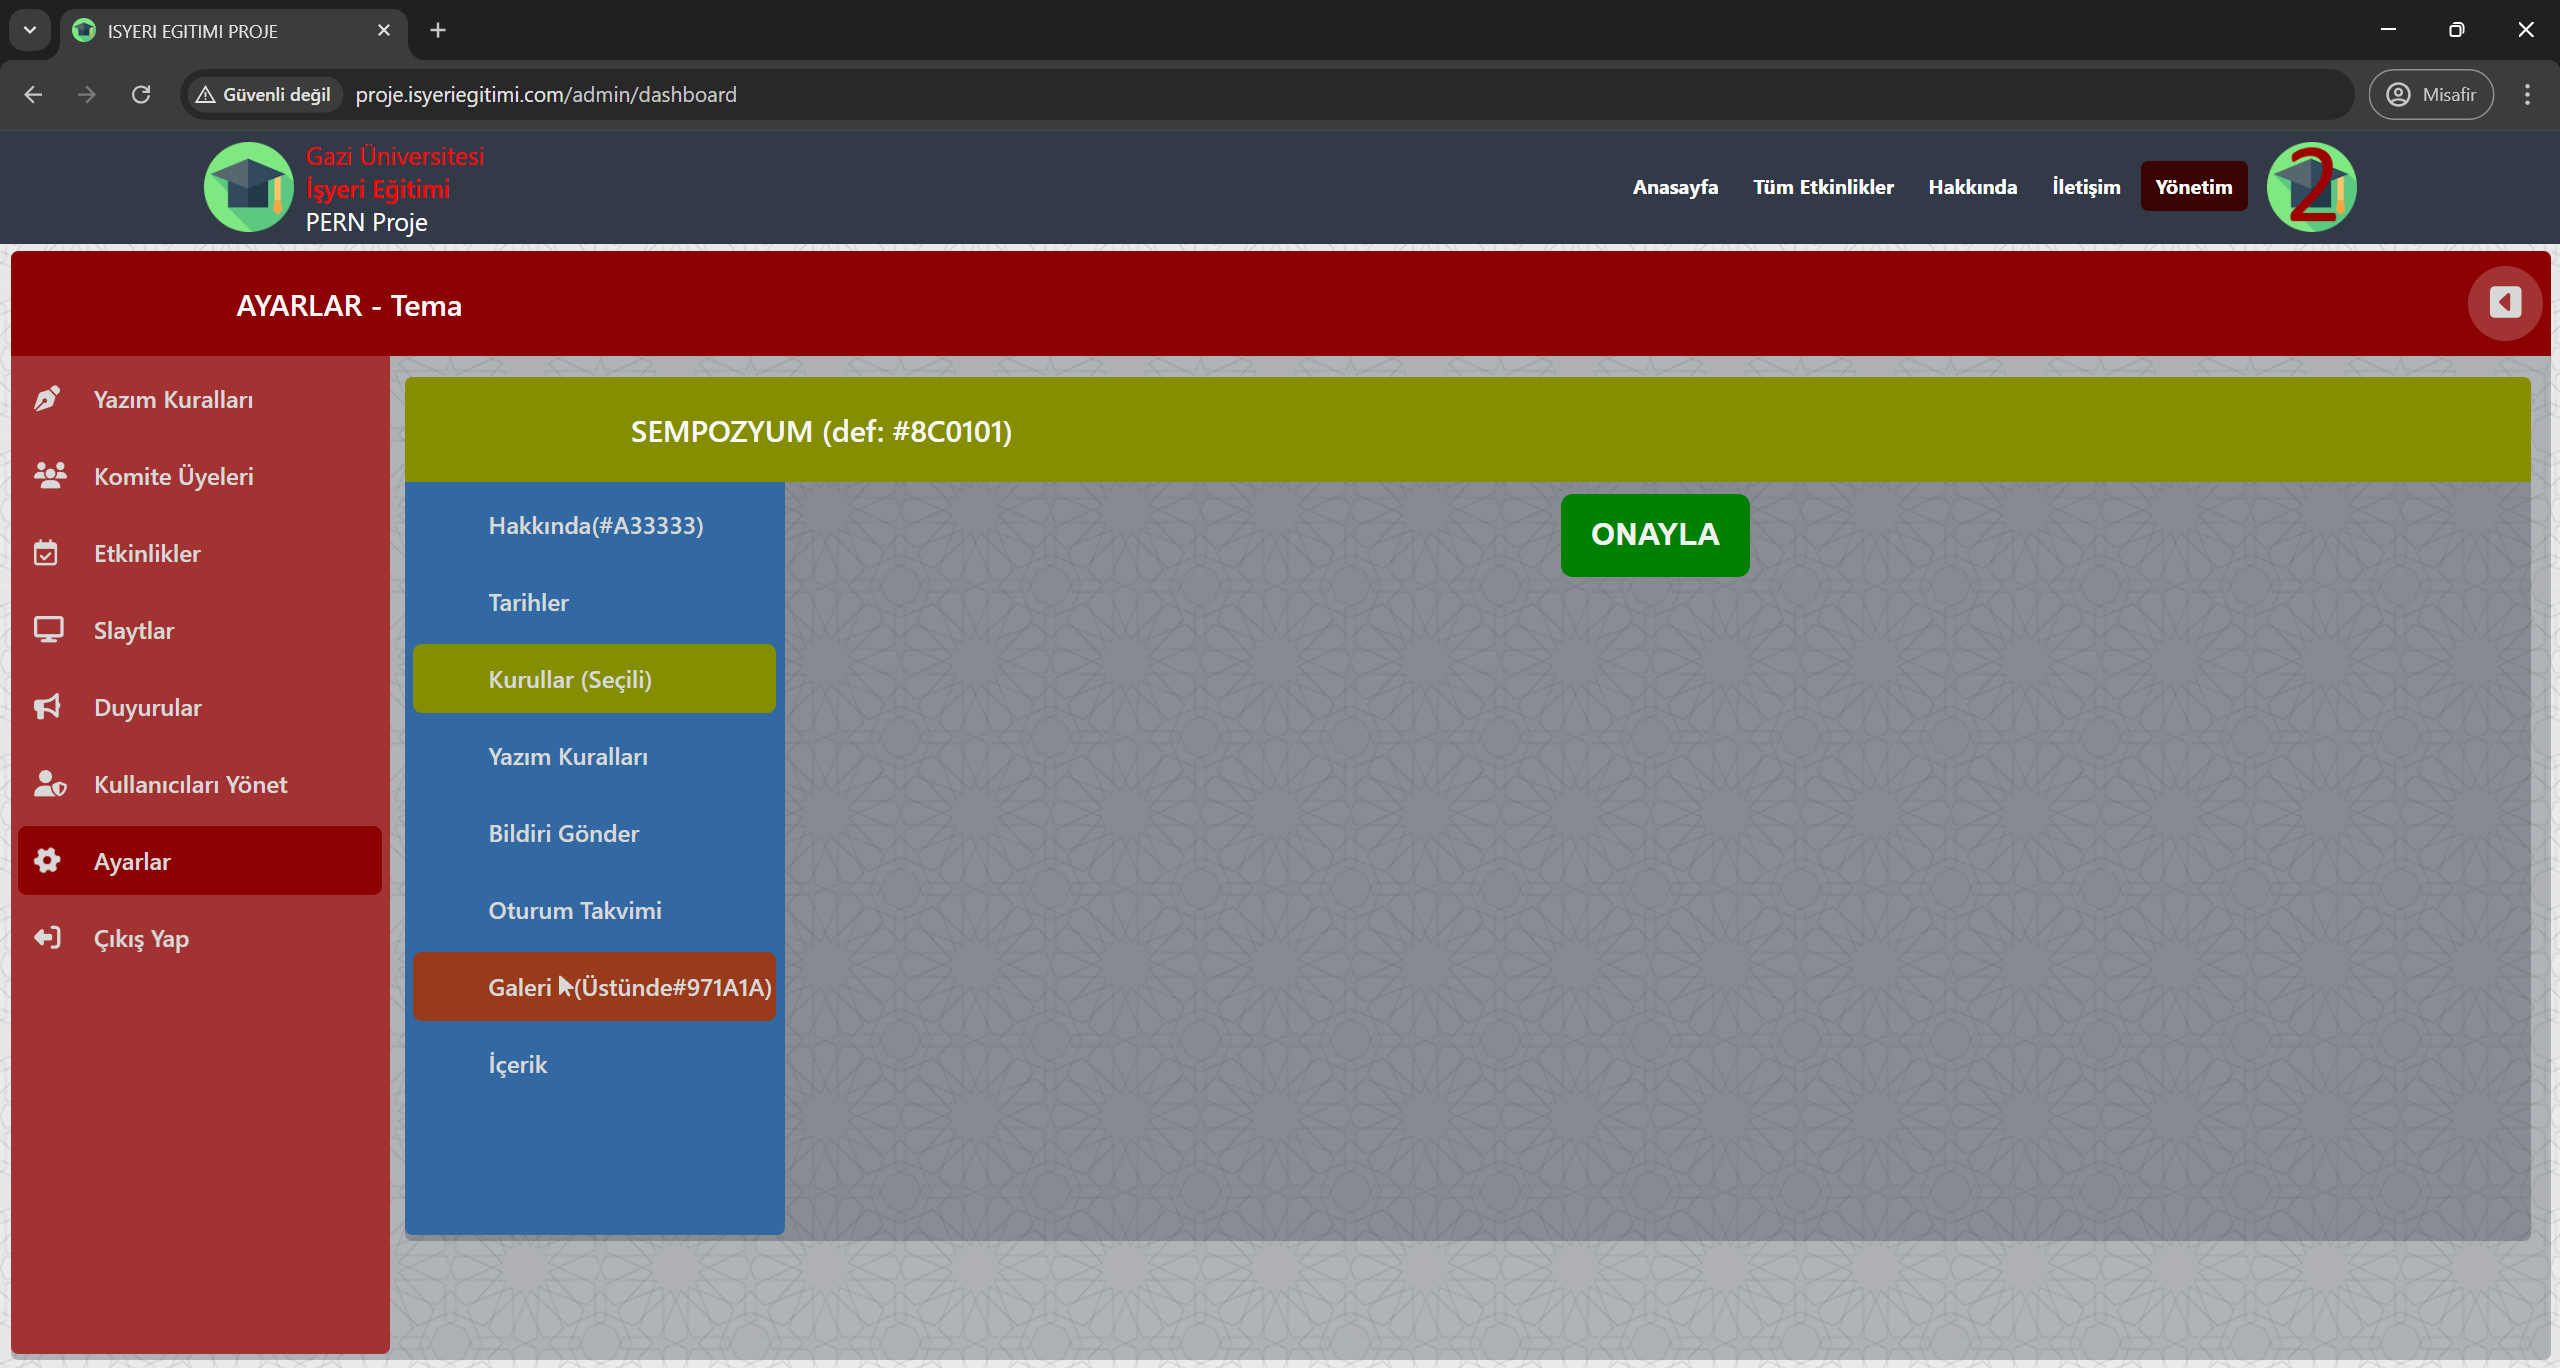 ISYERI EGITIMI PROJE
Güvenli değil
proje.isyeriegitimi.com/admin/dashboard
Misafir
Gazi Üniversitesi
İşyeri Eğitimi
PERN Proje
Anasayfa
Tüm Etkinlikler
Hakkında
İletişim
Yönetim
2
AYARLAR - Tema
Yazım Kuralları
Komite Üyeleri
Etkinlikler
Slaytlar
Duyurular
Kullanıcıları Yönet
Ayarlar
Çıkış Yap
SEMPOZYUM (def: #8C0101)
Hakkında(#A33333)
Tarihler
Kurullar (Seçili)
Yazım Kuralları
Bildiri Gönder
Oturum Takvimi
Galeri (Üstünde#971A1A)
İçerik
ONAYLA